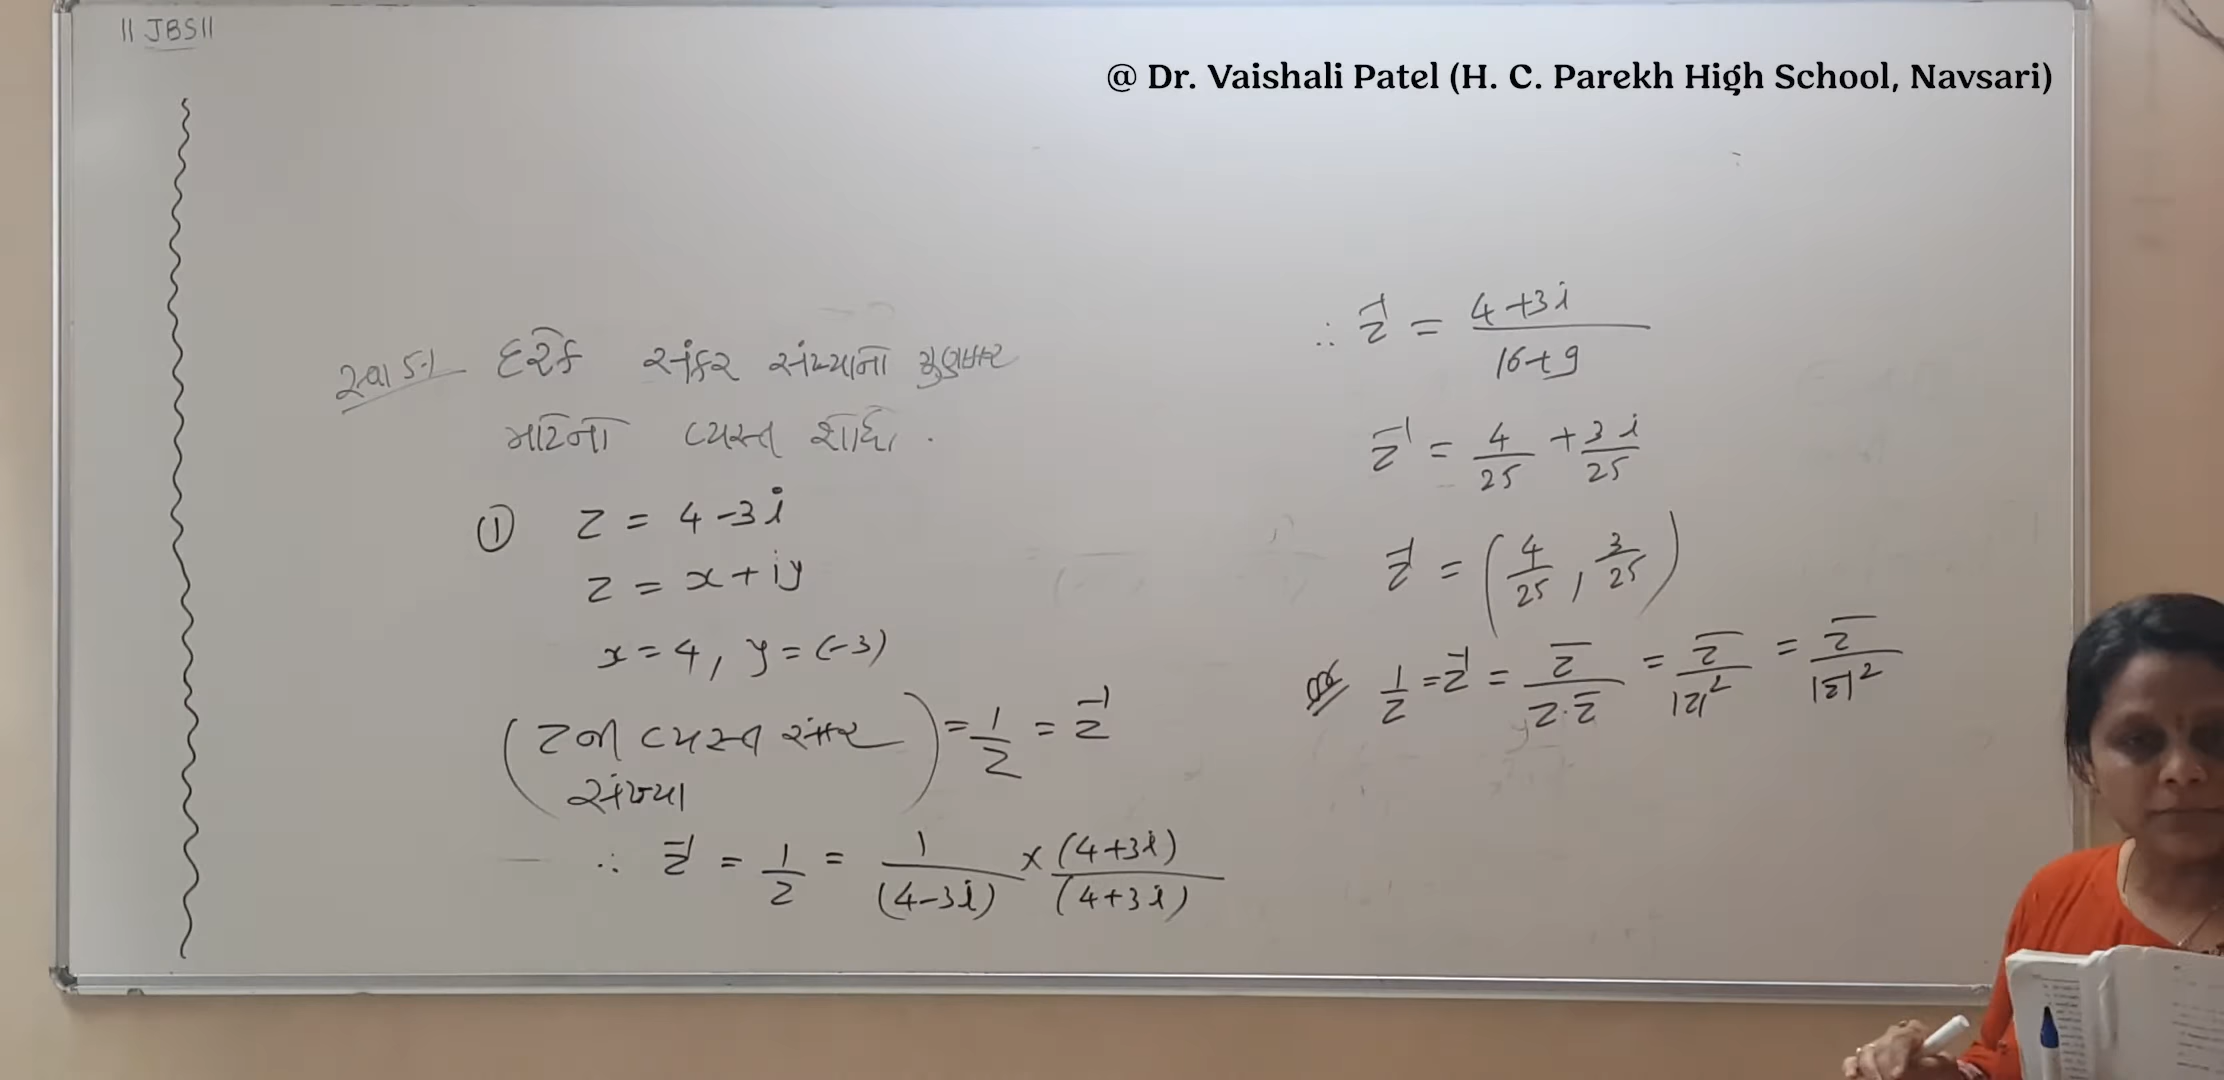 || JBS ||
@ Dr. Vaishali Patel (H. C. Parekh High School, Navsari)
સ્વા 5.1 દરેક સંકર સંખ્યાના ગુણાકાર
માટેનો વ્યસ્ત શોધો.
① z = 4-3i
z = x+iy
x = 4, y = (-3)
(z નો વ્યસ્ત સંકર સંખ્યા) = 1/z = z⁻¹
∴ z⁻¹ = 1/z = 1/(4-3i) × (4+3i)/(4+3i)
∴ z⁻¹ = (4+3i)/(16+9)
z⁻¹ = 4/25 + 3i/25
z⁻¹ = (4/25, 3/25)
1/z = z⁻¹ = z̅/(z·z̅) = z̅/|z|² = z̅/|z̅|²